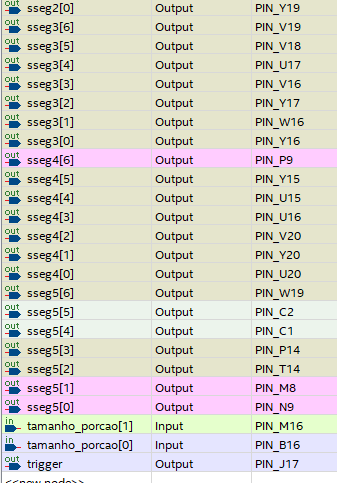 out sseg2[0] Output PIN_Y19
out sseg3[6] Output PIN_V19
out sseg3[5] Output PIN_V18
out sseg3[4] Output PIN_U17
out sseg3[3] Output PIN_V16
out sseg3[2] Output PIN_Y17
out sseg3[1] Output PIN_W16
out sseg3[0] Output PIN_Y16
out sseg4[6] Output PIN_P9
out sseg4[5] Output PIN_Y15
out sseg4[4] Output PIN_U15
out sseg4[3] Output PIN_U16
out sseg4[2] Output PIN_V20
out sseg4[1] Output PIN_Y20
out sseg4[0] Output PIN_U20
out sseg5[6] Output PIN_W19
out sseg5[5] Output PIN_C2
out sseg5[4] Output PIN_C1
out sseg5[3] Output PIN_P14
out sseg5[2] Output PIN_T14
out sseg5[1] Output PIN_M8
out sseg5[0] Output PIN_N9
in tamanho_porcao[1] Input PIN_M16
in tamanho_porcao[0] Input PIN_B16
out trigger Output PIN_J17
<<new node>>